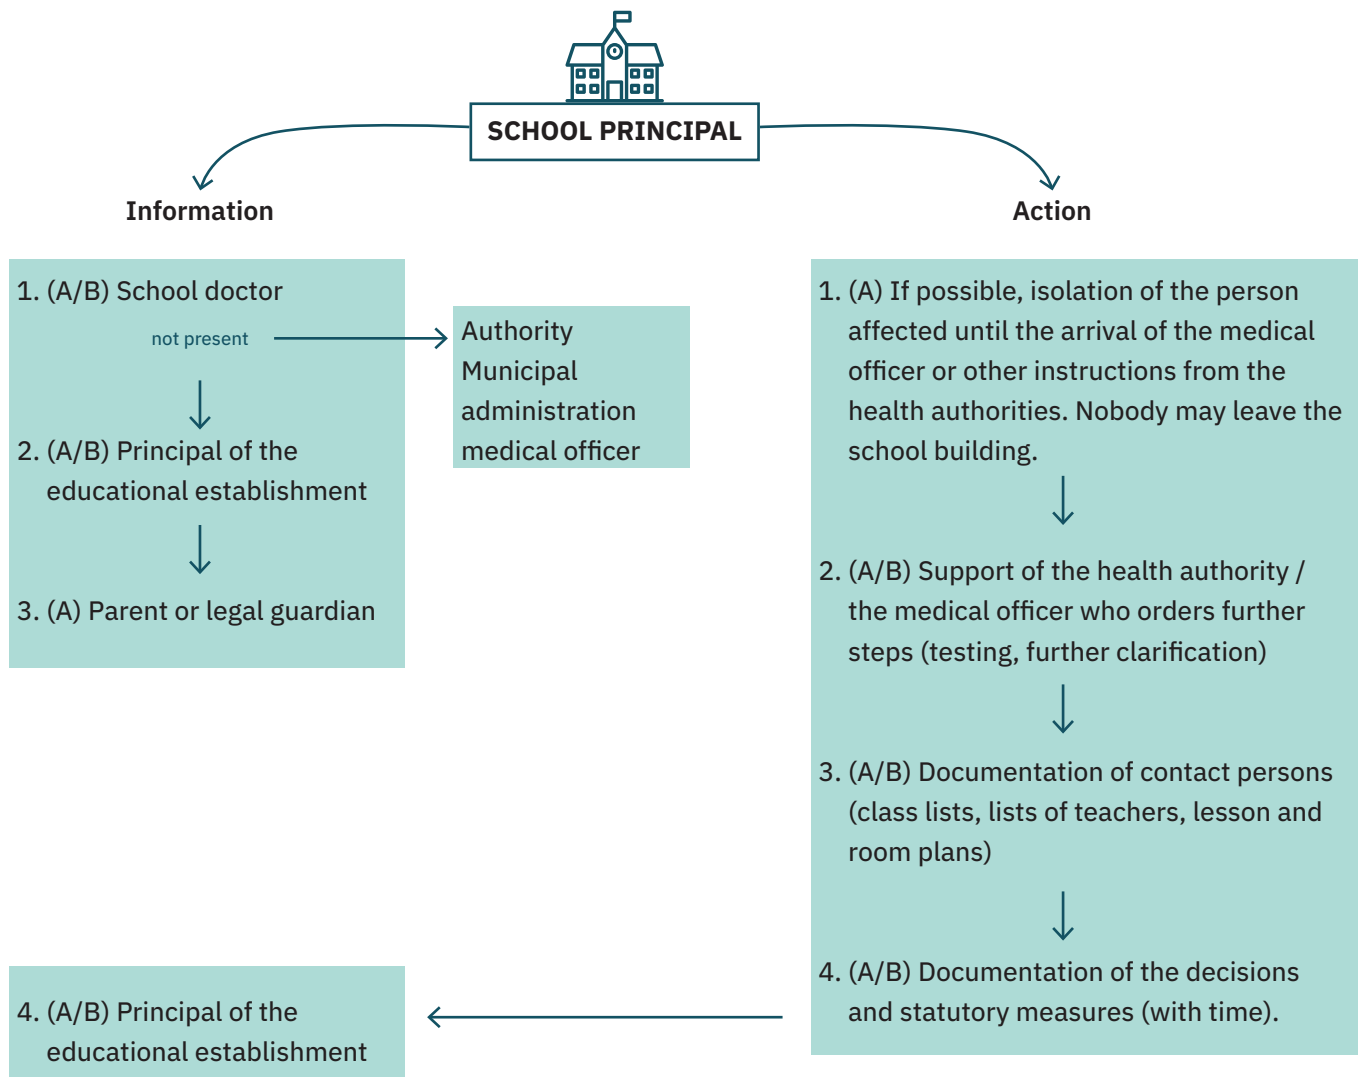 SCHOOL PRINCIPAL
Information
1. (A/B) School doctor
not present
2. (A/B) Principal of the
educational establishment
3. (A) Parent or legal guardian
Authority
Municipal
administration
medical officer
Action
1. (A) If possible, isolation of the person
affected until the arrival of the medical
officer or other instructions from the
health authorities. Nobody may leave the
school building.
2. (A/B) Support of the health authority /
the medical officer who orders further
steps (testing, further clarification)
3. (A/B) Documentation of contact persons
(class lists, lists of teachers, lesson and
room plans)
4. (A/B) Documentation of the decisions
and statutory measures (with time).
4. (A/B) Principal of the
educational establishment